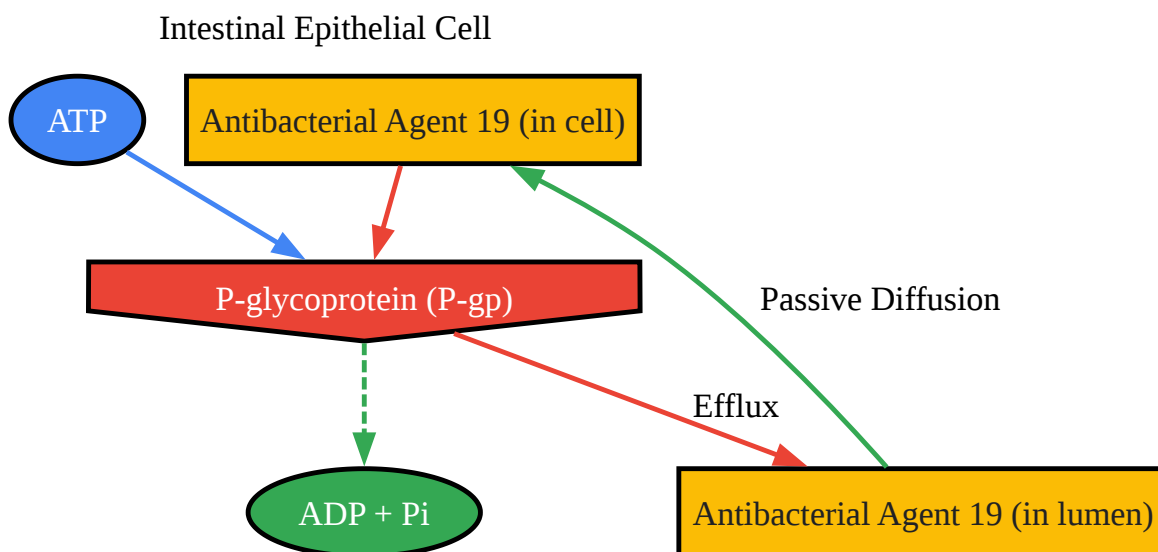 Intestinal Epithelial Cell
ATP
Antibacterial Agent 19 (in cell)
P-glycoprotein (P-gp)
Passive Diffusion
Efflux
ADP + Pi
Antibacterial Agent 19 (in lumen)